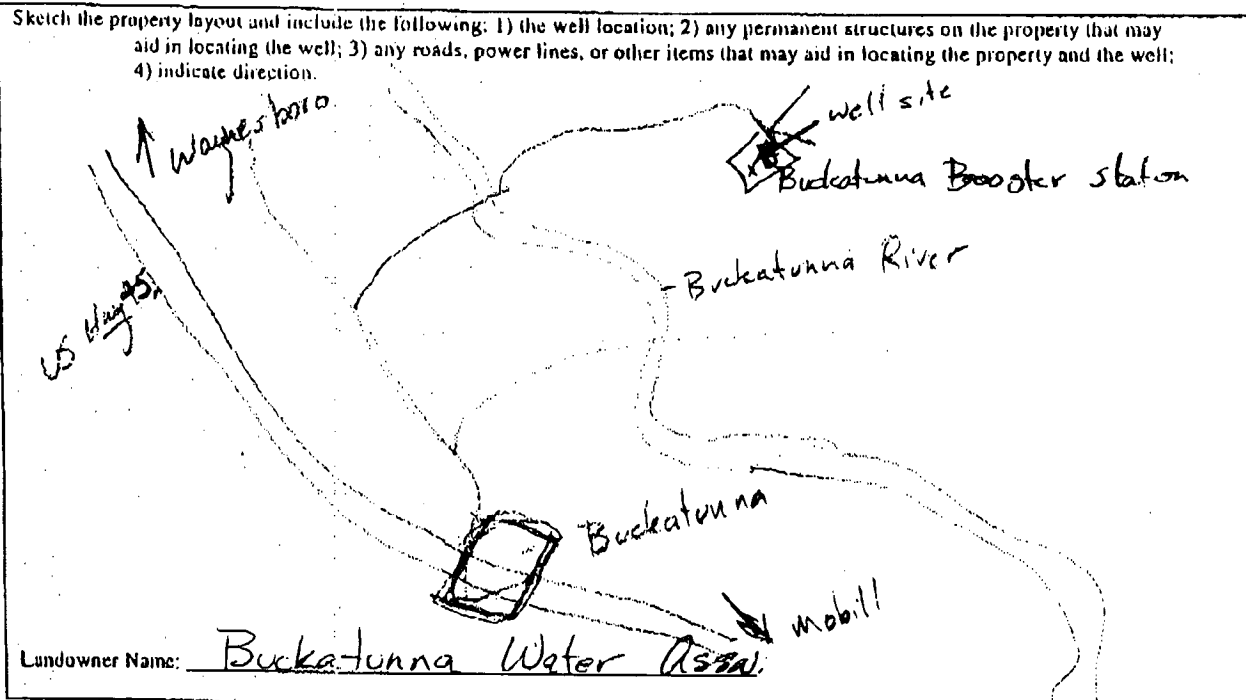 Sketch the property layout and include the following: 1) the well location; 2) any permanent structures on the property that may
aid in locating the well; 3) any roads, power lines, or other items that may aid in locating the property and the well;
4) indicate direction.
Waynesboro
well site
Buckatunna Booster station
Buckatunna River
US Hwy 45
Buckatunna
mobill
Landowner Name: Buckatunna Water Assn.